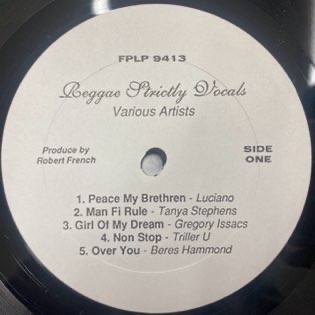 FPLP 9413
Reggae Strictly Vocals
Various Artists
Produce by
Robert French
SIDE
ONE
1. Peace My Brethren - Luciano
2. Man Fi Rule - Tanya Stephens
3. Girl Of My Dream - Gregory Issacs
4. Non Stop - Triller U
5. Over You - Beres Hammond